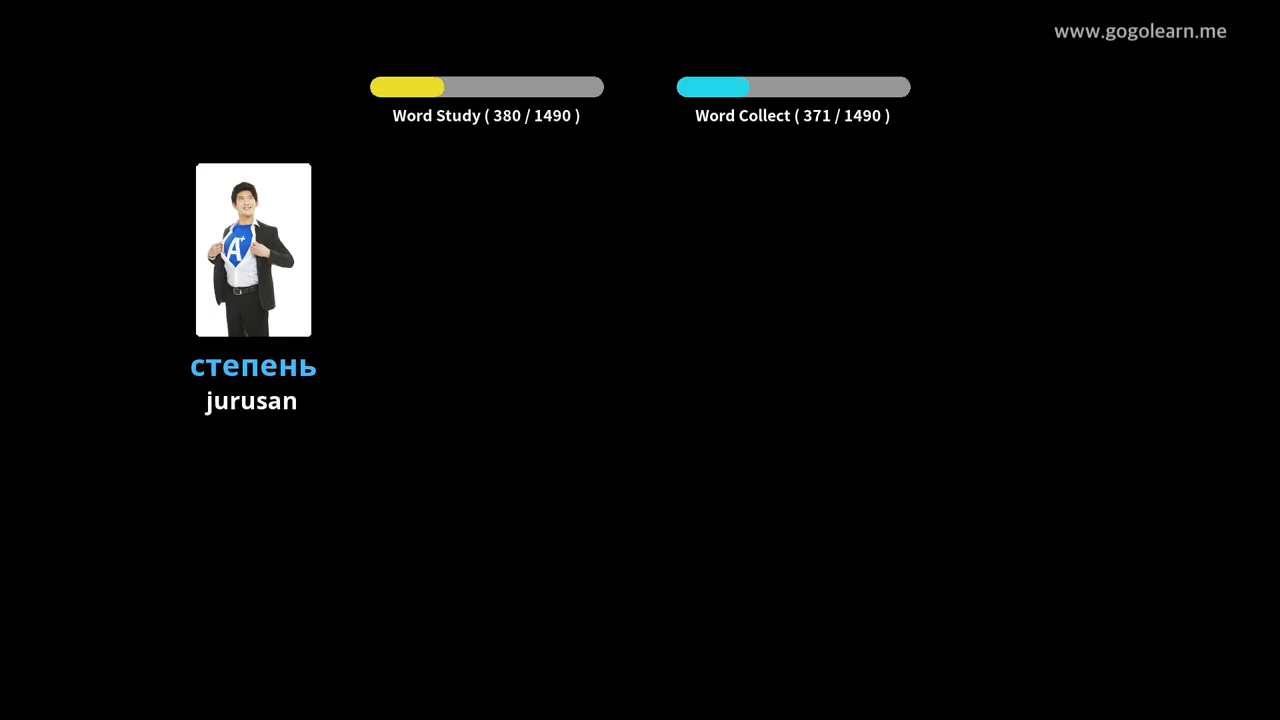 www.gogolearn.me
Word Study ( 380 / 1490 )
Word Collect ( 371 / 1490 )
A+
степень
jurusan